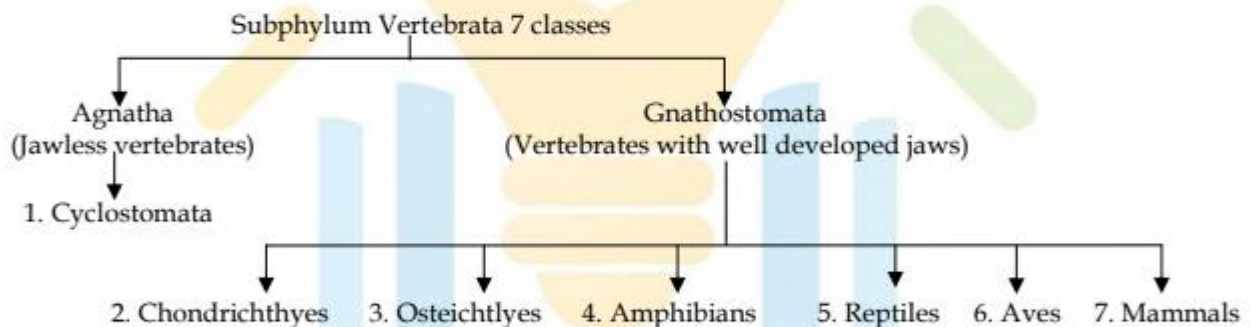 Subphylum Vertebrata 7 classes
Agnatha
(Jawless vertebrates)
Gnathostomata
(Vertebrates with well developed jaws)
1. Cyclostomata
2. Chondrichthyes 3. Osteichtlyes 4. Amphibians 5. Reptiles 6. Aves 7. Mammals